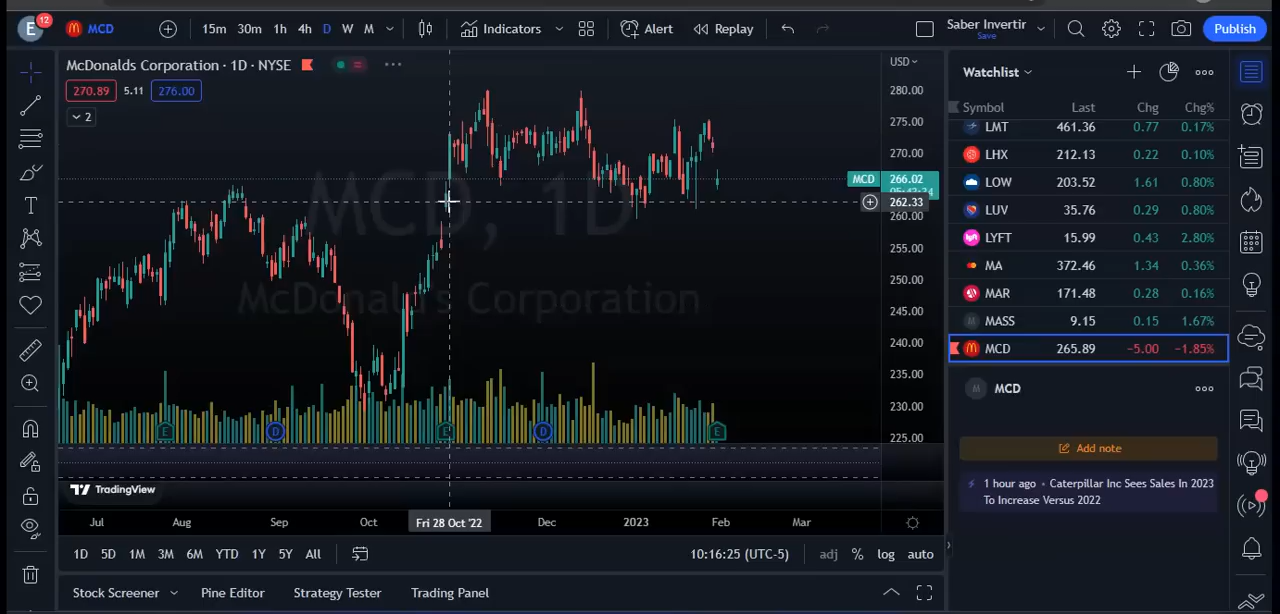 E
12
MCD
15m 30m 1h 4h D W M
Indicators
Alert
Replay
Saber Invertir
Save
Publish
McDonalds Corporation · 1D · NYSE
270.89 5.11 276.00
2
MCD, 1D
McDonald's Corporation
USD
280.00
275.00
270.00
MCD 266.02
262.33
260.00
255.00
250.00
245.00
240.00
235.00
230.00
225.00
E D E D E
TradingView
Jul Aug Sep Oct Fri 28 Oct '22 Dec 2023 Feb Mar
1D 5D 1M 3M 6M YTD 1Y 5Y All
10:16:25 (UTC-5) adj % log auto
Stock Screener Pine Editor Strategy Tester Trading Panel
Watchlist
Symbol Last Chg Chg%
LMT 461.36 0.77 0.17%
LHX 212.13 0.22 0.10%
LOW 203.52 1.61 0.80%
LUV 35.76 0.29 0.80%
LYFT 15.99 0.43 2.80%
MA 372.46 1.34 0.36%
MAR 171.48 0.28 0.16%
M MASS 9.15 0.15 1.67%
MCD 265.89 −5.00 −1.85%
M MCD
Add note
1 hour ago • Caterpillar Inc Sees Sales In 2023
To Increase Versus 2022